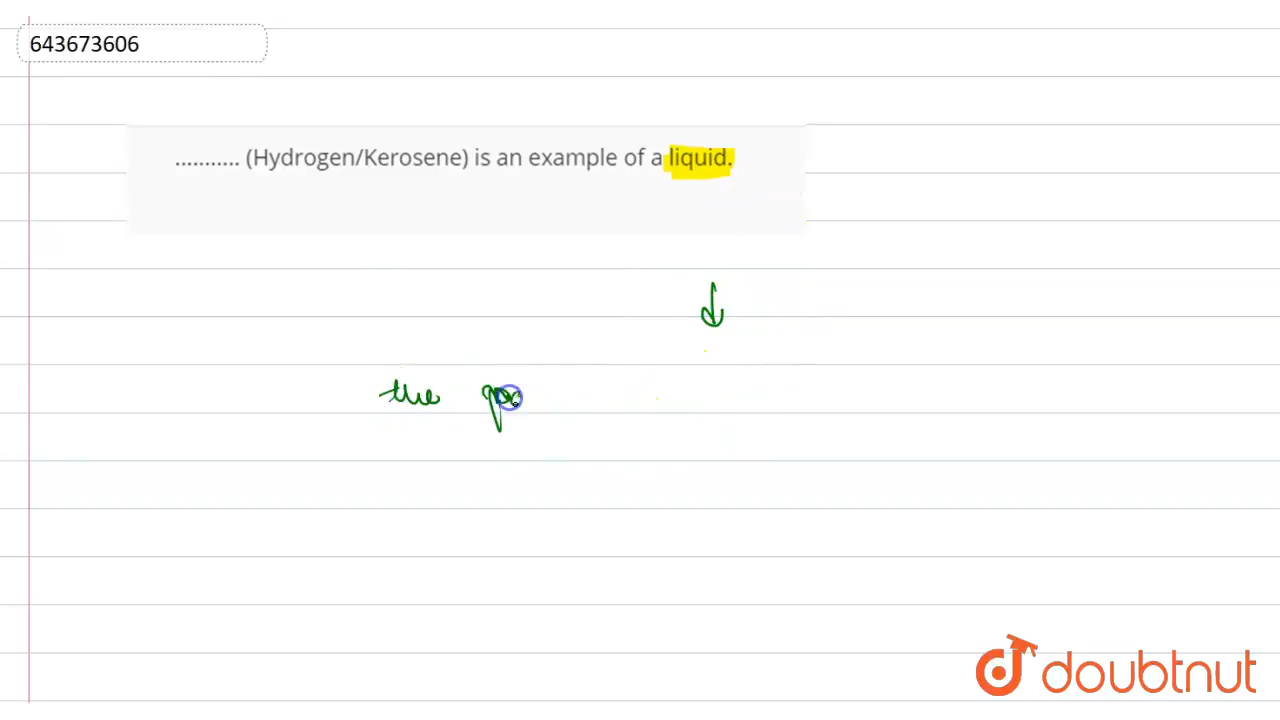 643673606
........... (Hydrogen/Kerosene) is an example of a liquid.
the
doubtnut